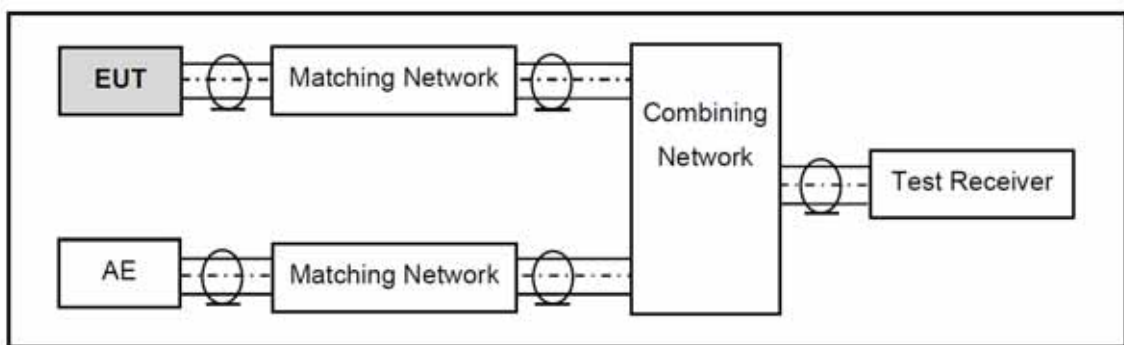 EUT
Matching Network
Combining
Network
Test Receiver
AE
Matching Network